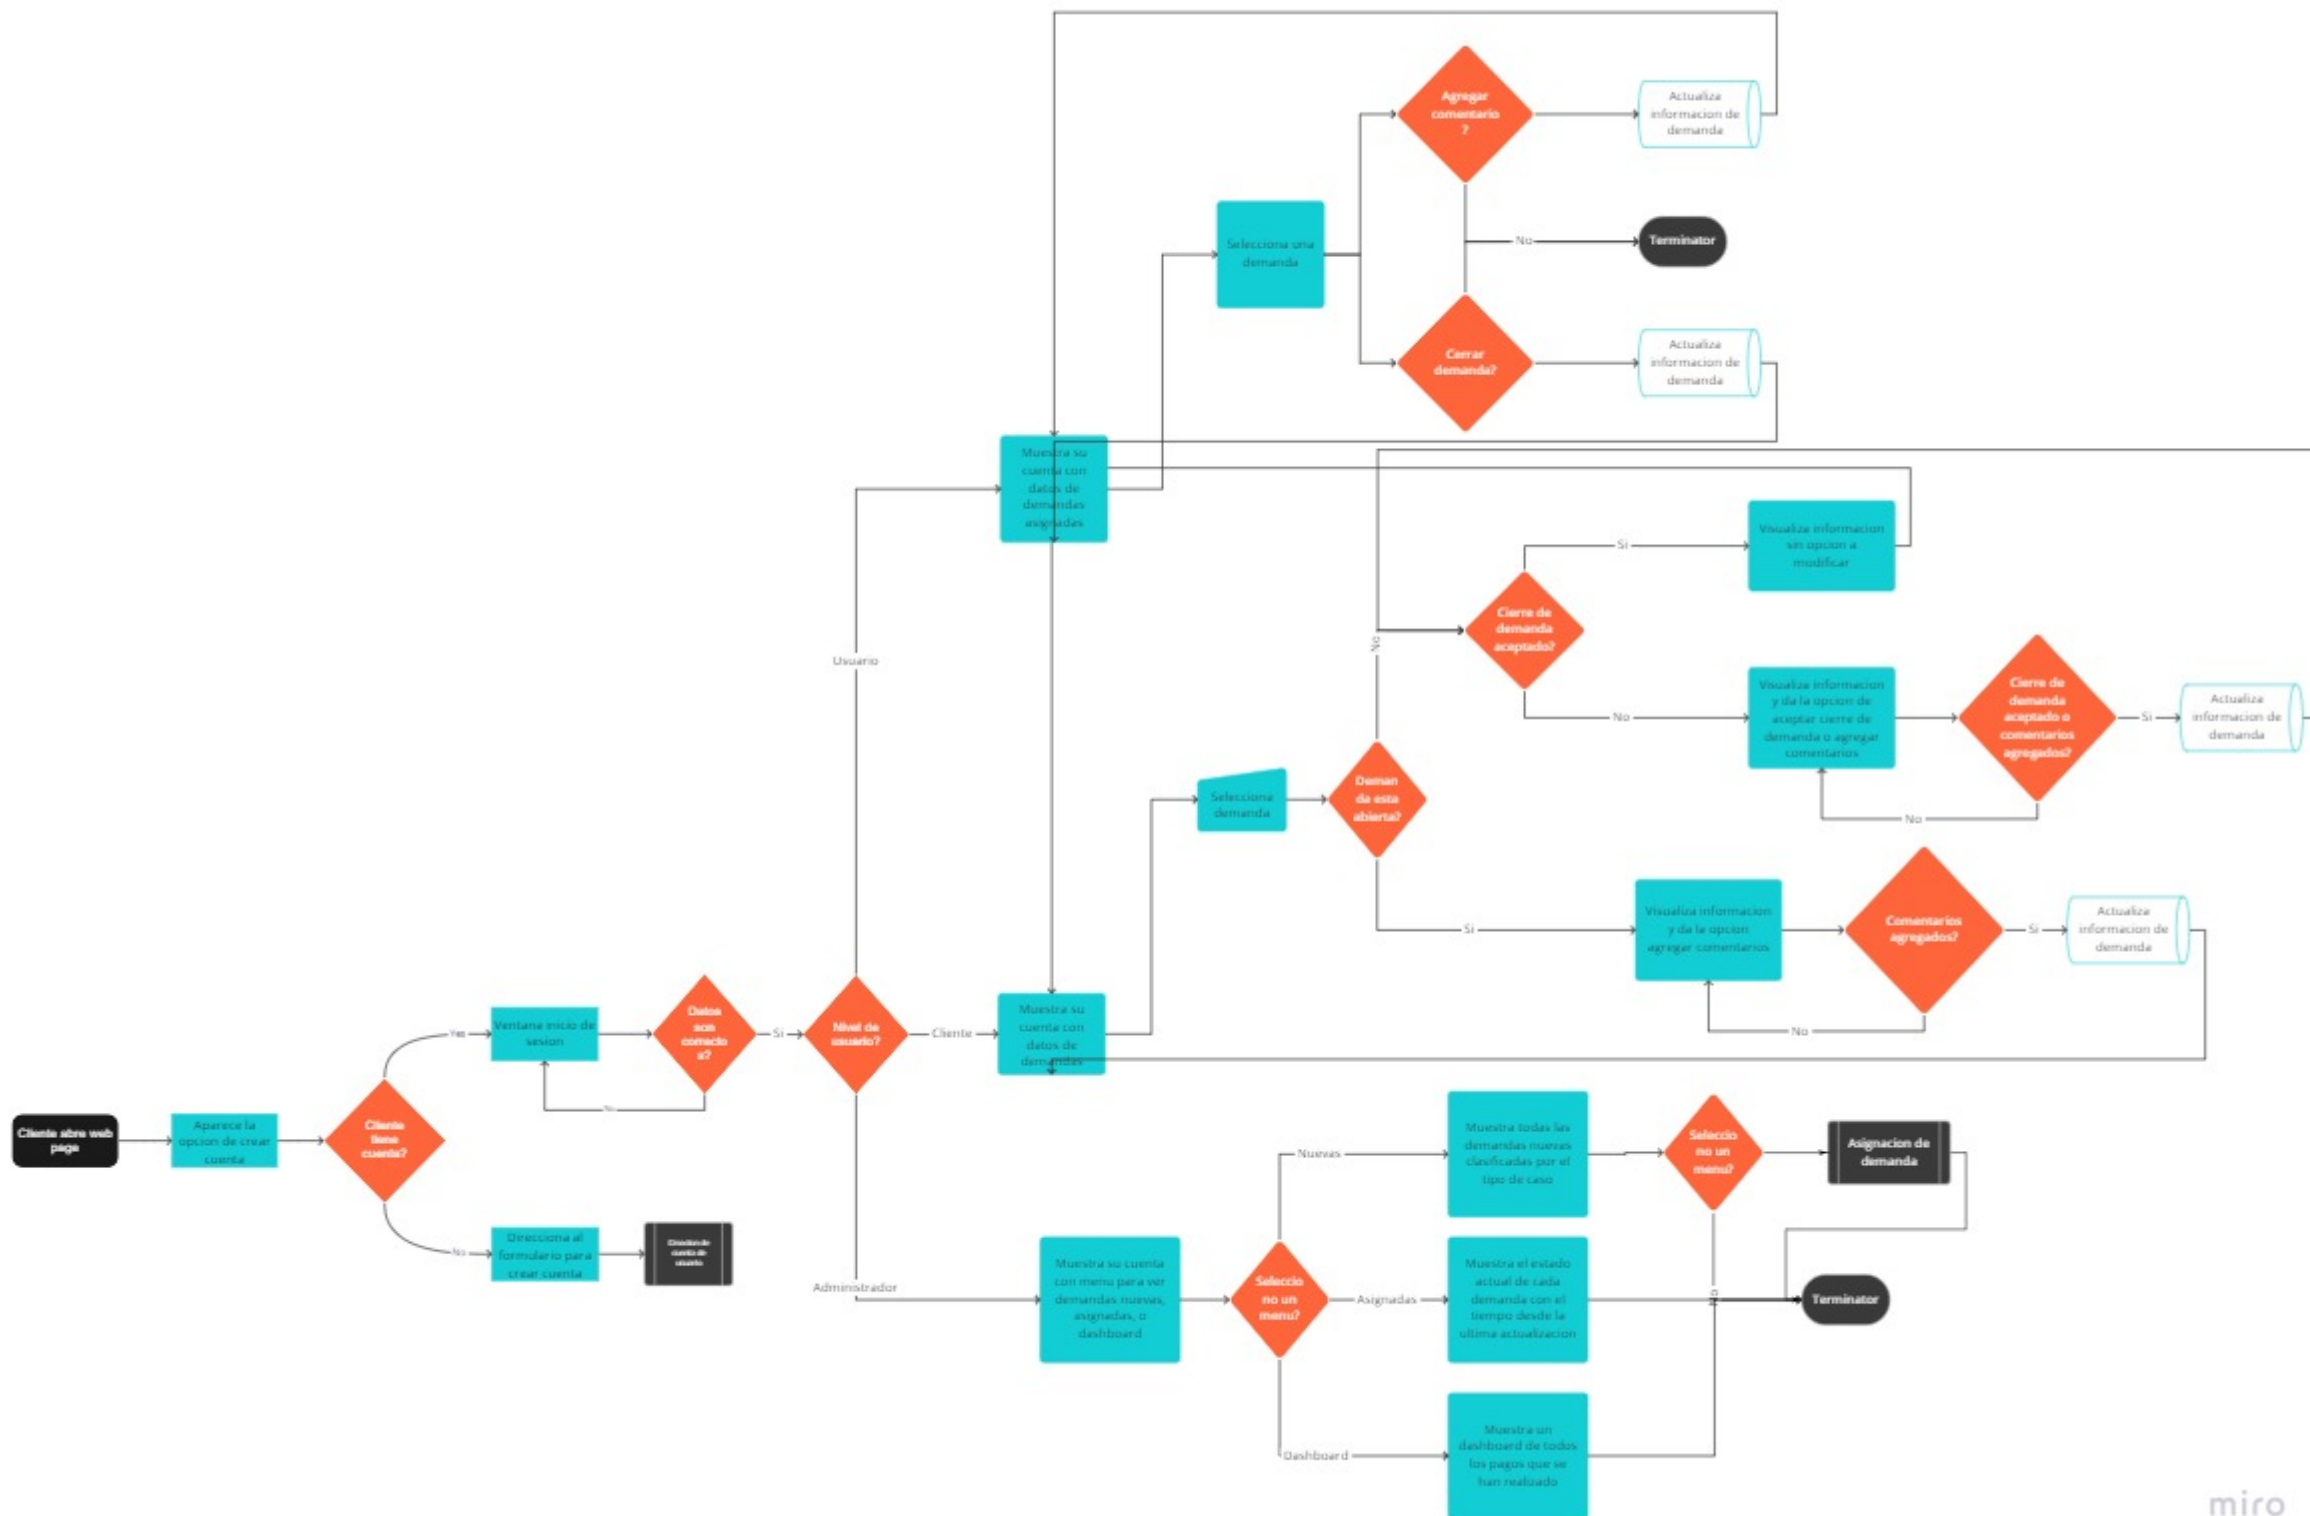 Agregar
comentario
?
Actualiza
informacion de
demanda
Selecciona una
demanda
No
Terminator
Cerrar
demanda?
Actualiza
informacion de
demanda
Muestra su
cuenta con
datos de
demandas
asignadas
Visualiza informacion
sin opcion a
modificar
Si
Cierre de
demanda
aceptado?
No
Usuario
Visualiza informacion
y da la opcion de
aptar cierre de
demanda o agregar
comentarios
No
Cierre de
demanda
aceptado o
comentarios
agregados?
Si
Actualiza
informacion de
demanda
No
Selecciona
demanda
Deman
da esta
abierta?
Si
Visualiza informacion
y da la opcion
agregar comentarios
Comentarios
agregados?
Si
Actualiza
informacion de
demanda
No
Yes
Ventana inicio de
sesion
Datos
son
correcto
s?
Si
Nivel de
usuario?
Cliente
Muestra su
cuenta con
datos de
demandas
No
Cliente abre web
page
Aparece la
opcion de crear
cuenta
Cliente
tiene
cuenta?
No
Direcciona al
formulario para
crear cuenta
Creacion de
cuenta de
usuario
Administrador
Muestra su cuenta
con menu para ver
demandas nuevas,
asignadas, o
dashboard
Seleccio
no un
menu?
Nuevas
Muestra todas las
demandas nuevas
clasificadas por el
tipo de caso
Seleccio
no un
menu?
Asignacion de
demanda
Asignadas
Muestra el estado
actual de cada
demanda con el
tiempo desde la
ultima actualizacion
No
Terminator
Dashboard
Muestra un
dashboard de todos
los pagos que se
han realizado
miro